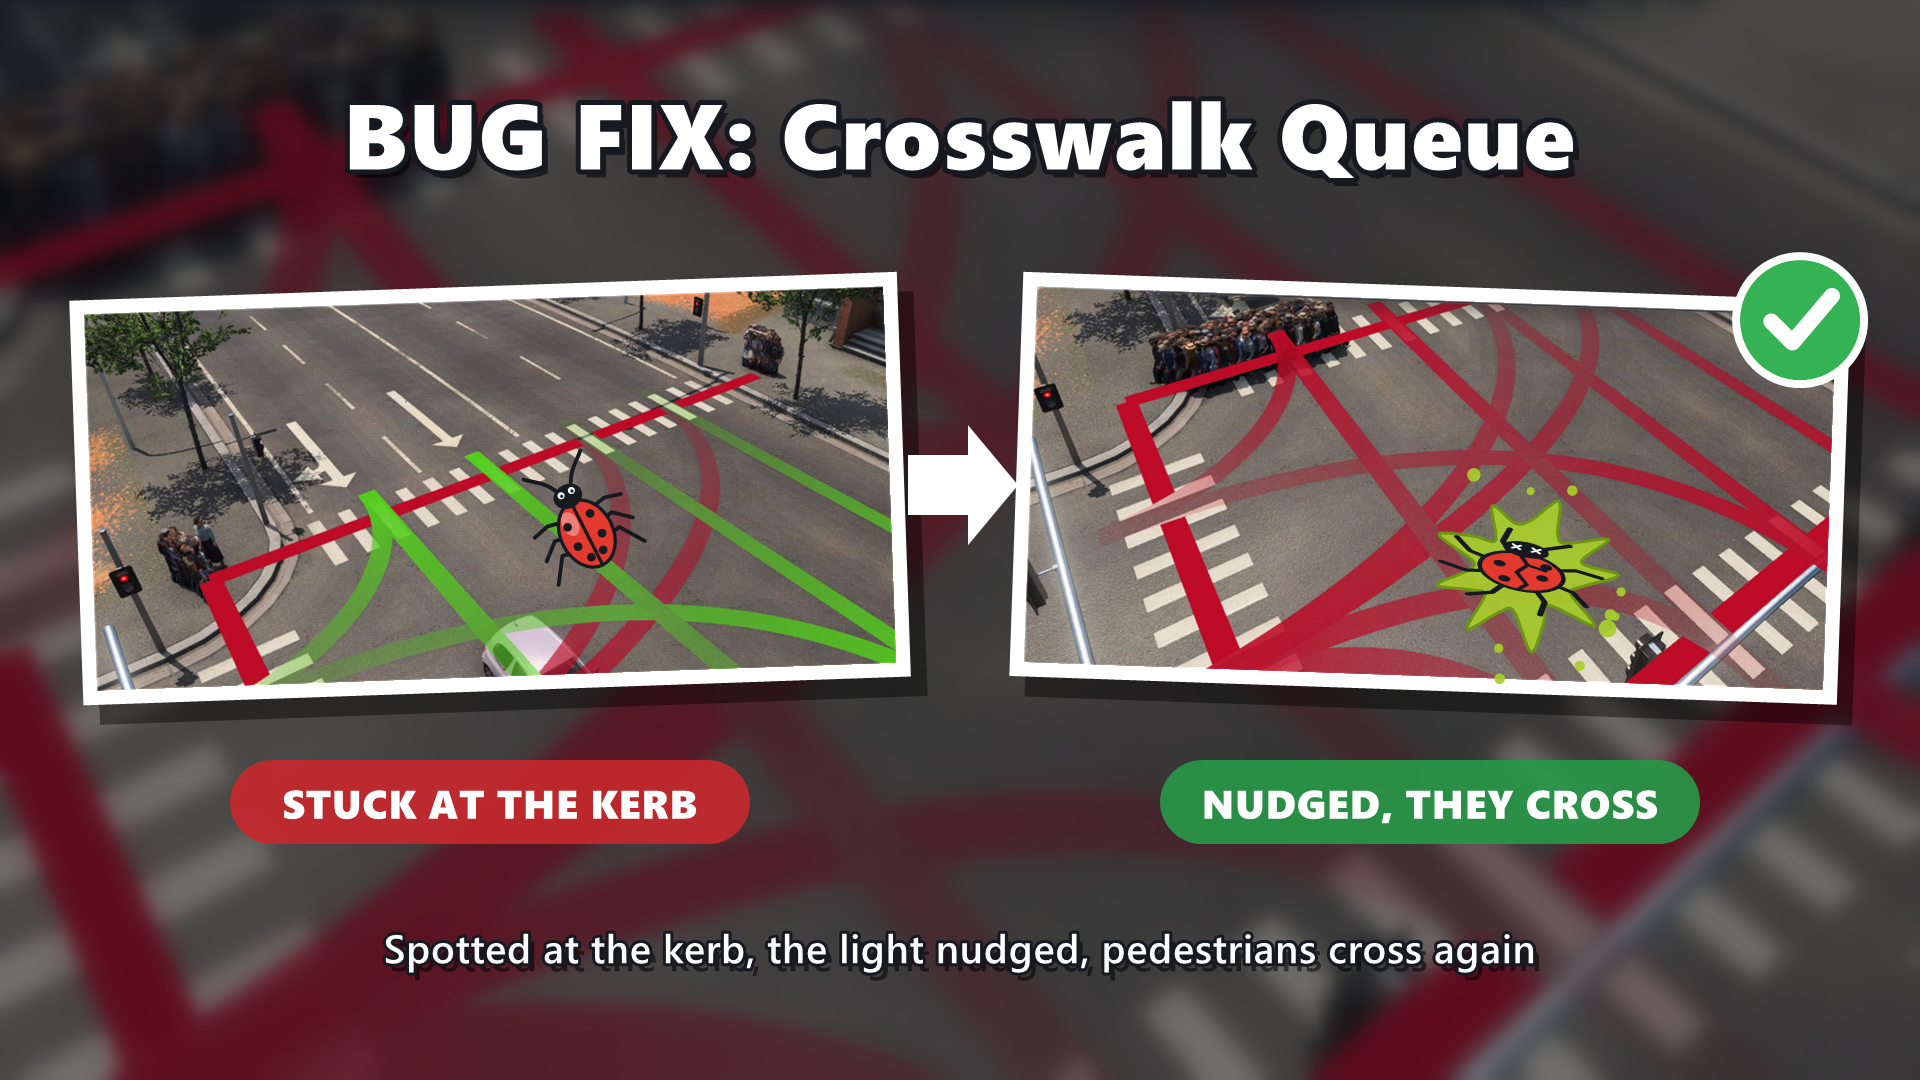 BUG FIX: Crosswalk Queue
STUCK AT THE KERB
NUDGED, THEY CROSS
Spotted at the kerb, the light nudged, pedestrians cross again